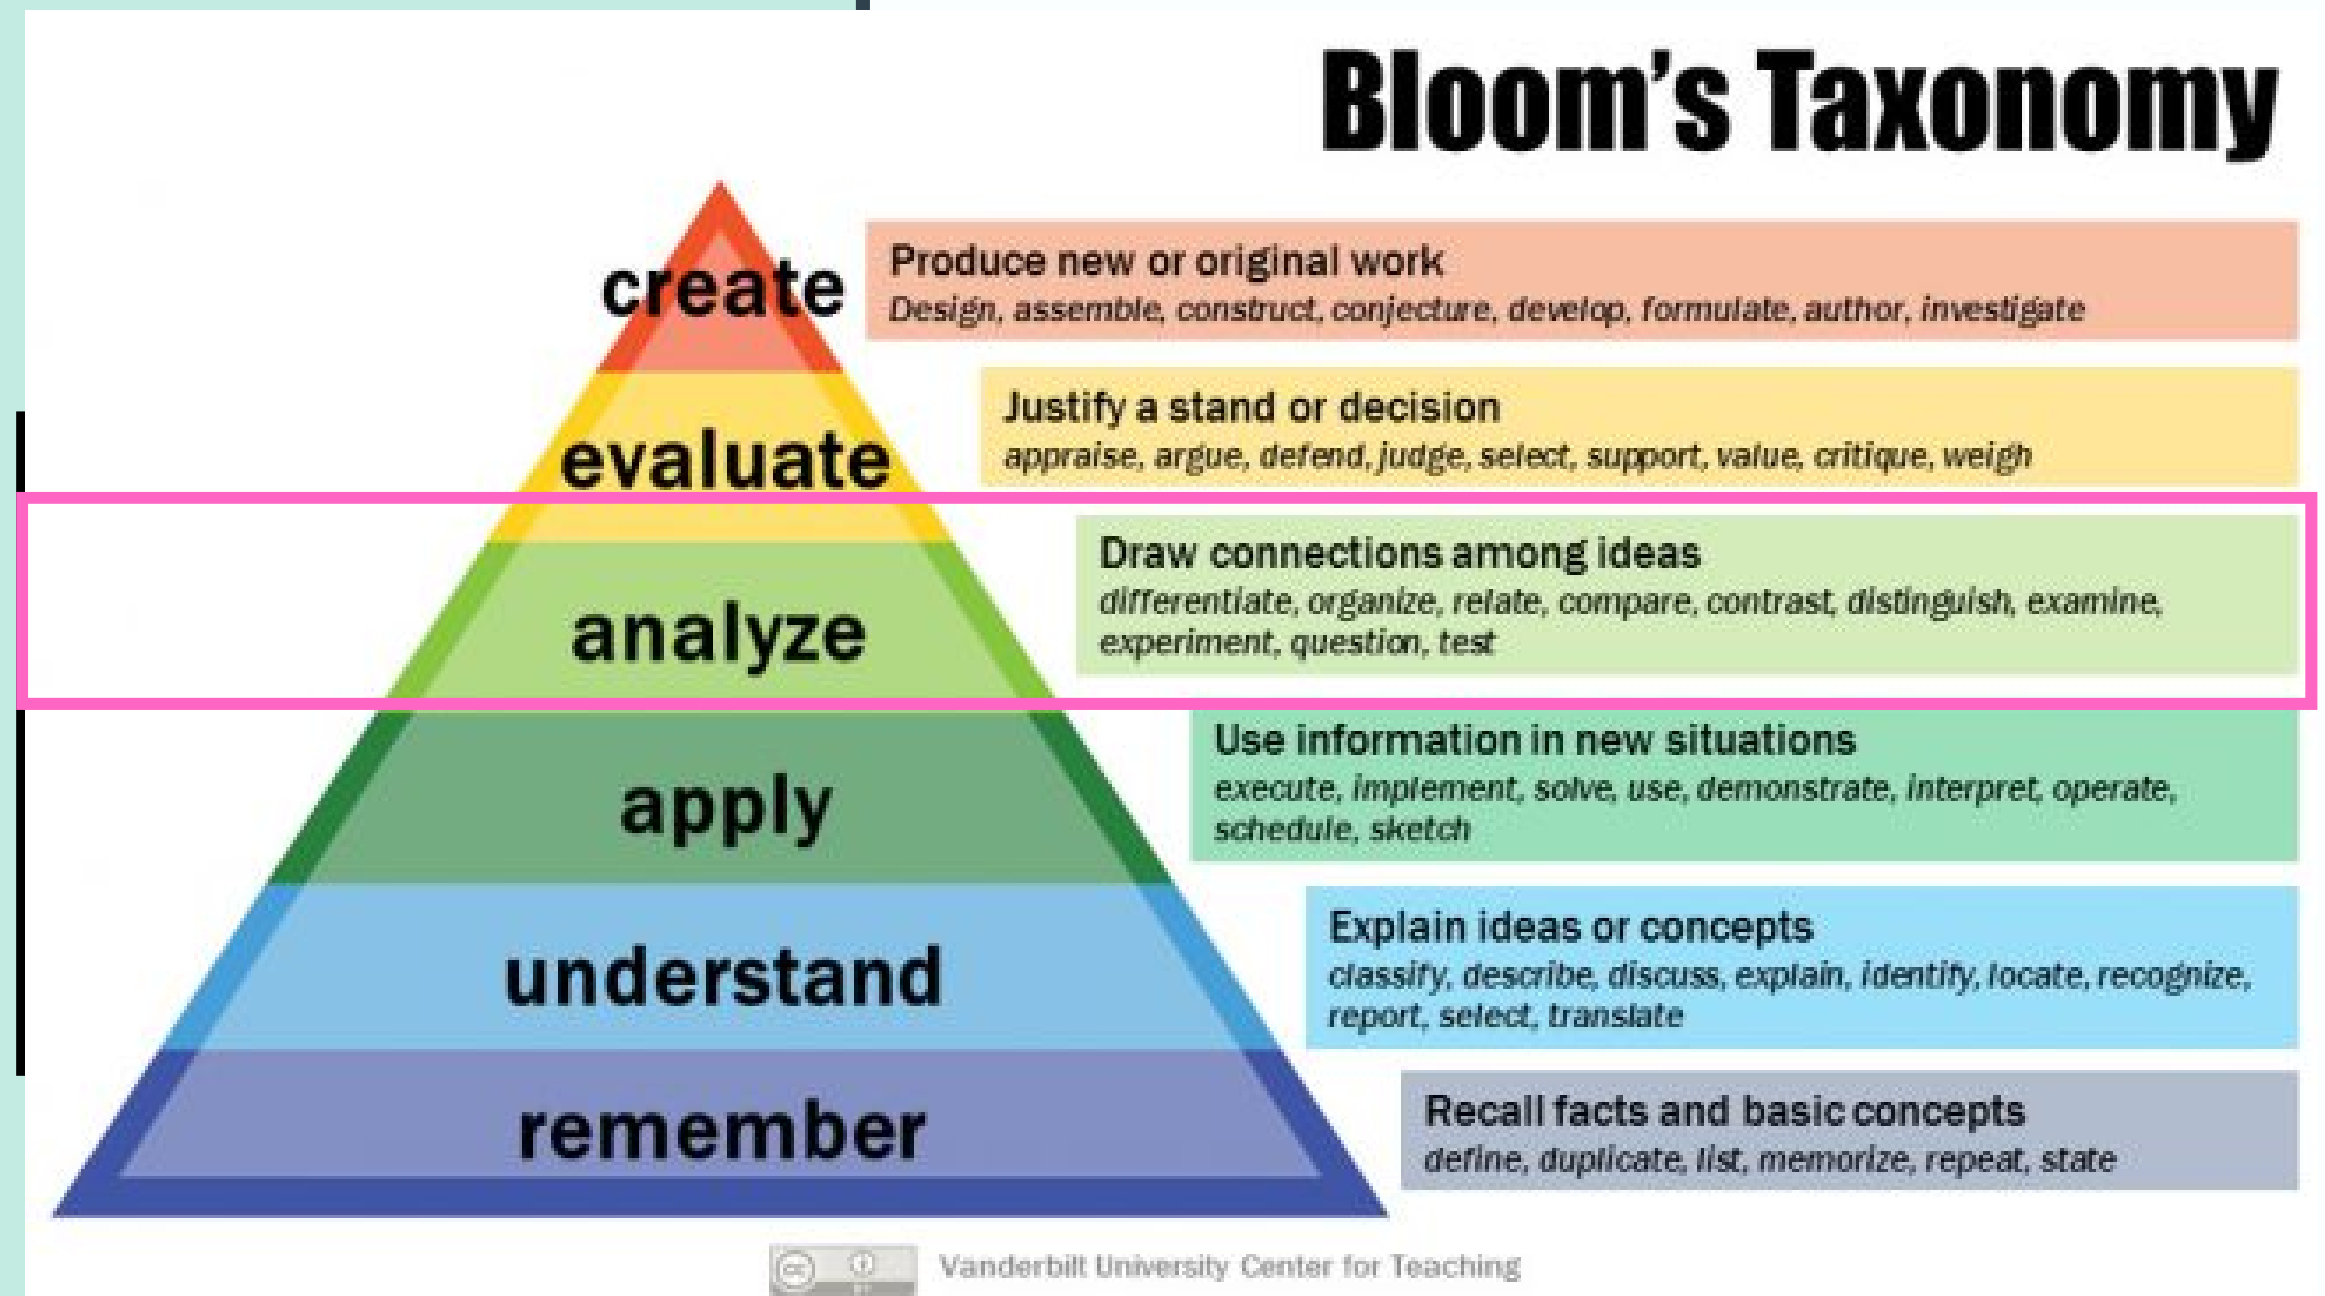 Bloom's Taxonomy
create
Produce new or original work
Design, assemble, construct, conjecture, develop, formulate, author, investigate
evaluate
Justify a stand or decision
appraise, argue, defend, judge, select, support, value, critique, weigh
analyze
Draw connections among ideas
differentiate, organize, relate, compare, contrast, distinguish, examine,
experiment, question, test
apply
Use information in new situations
execute, implement, solve, use, demonstrate, interpret, operate,
schedule, sketch
understand
Explain ideas or concepts
classify, describe, discuss, explain, identify, locate, recognize,
report, select, translate
remember
Recall facts and basic concepts
define, duplicate, list, memorize, repeat, state
cc
Vanderbilt University Center for Teaching